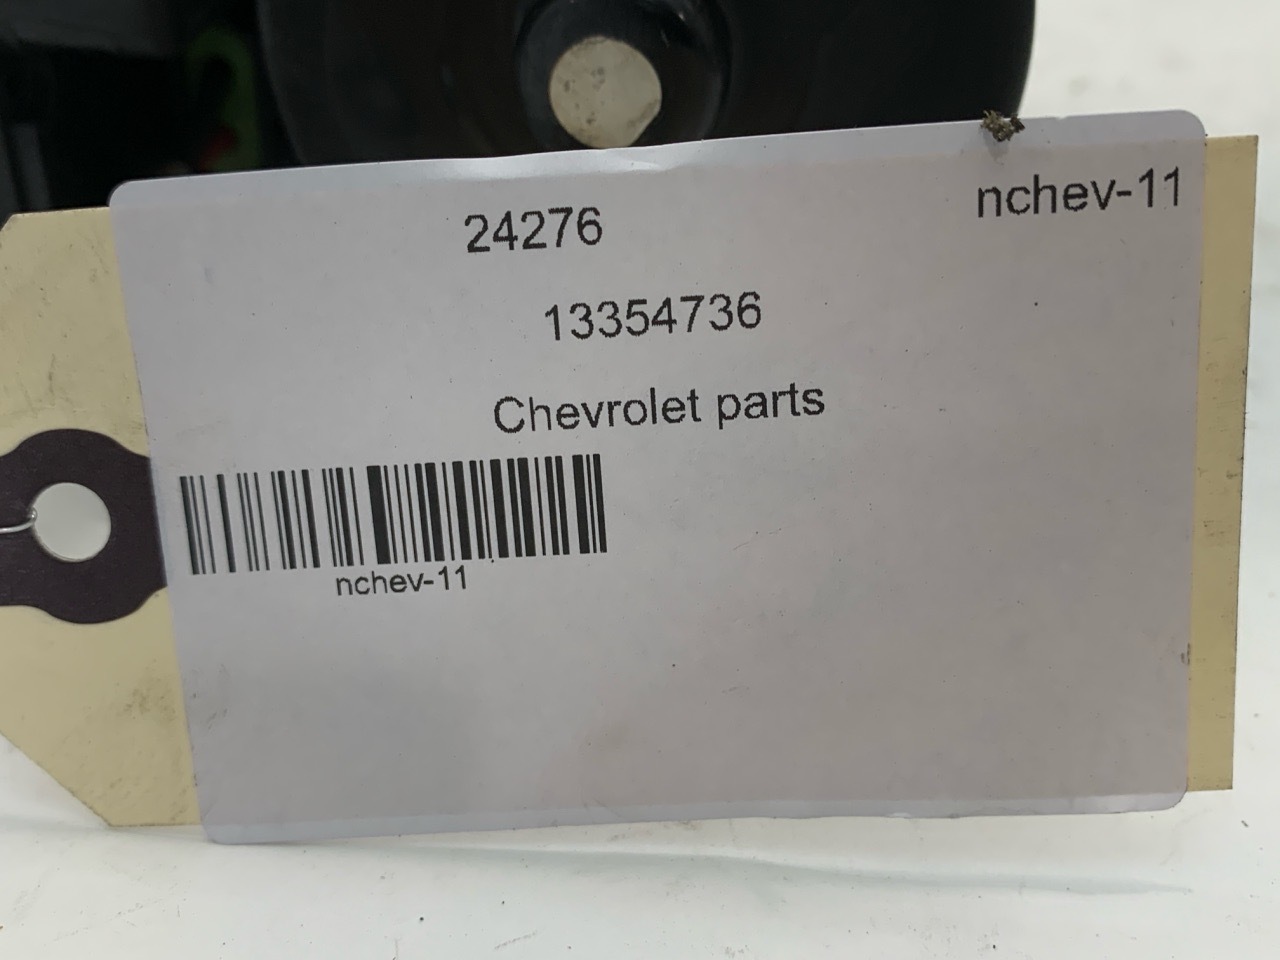 24276
nchev-11
13354736
Chevrolet parts
nchev-11